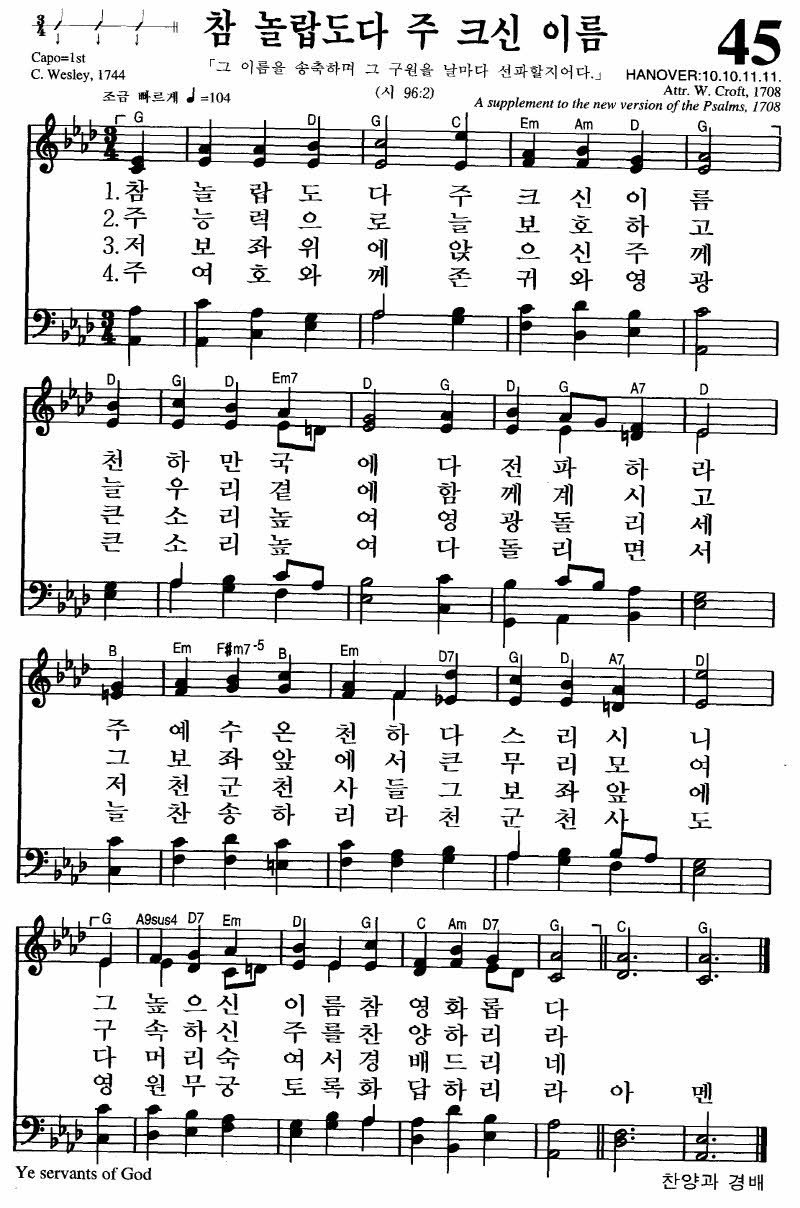 참 놀랍도다 주 크신 이름
45
Capo=1st
C. Wesley, 1744
「그 이름을 송축하며 그 구원을 날마다 선파할지어다.」
(시 96:2)
HANOVER:10.10.11.11.
Attr. W. Croft, 1708
A supplement to the new version of the Psalms, 1708
조금 빠르게 ♩=104
G D G C Em Am D G
1.참 놀 랍 도 다 주 크 신 이 름
2.주 능 력 으 로 늘 보 호 하 고
3.저 보 좌 위 에 앉 으 신 주 께
4.주 여 호 와 께 존 귀 와 영 광
D G D Em7 D G D G A7 D
천 하 만 국 에 다 전 파 하 라
늘 우 리 곁 에 함 께 계 시 고
큰 소 리 높 여 영 광 돌 리 세
큰 소 리 높 여 다 돌 리 면 서
B Em F#m7-5 B Em D7 G D A7 D
주 예 수 온 천 하 다 스 리 시 니
그 보 좌 앞 에 서 큰 무 리 모 여
저 천 군 천 사 들 그 보 좌 앞 에
늘 찬 송 하 리 라 천 군 천 사 도
G A9sus4 D7 Em D G C Am D7 G C G
그 높 으 신 이 름 참 영 화 롭 다
구 속 하 신 주 를 찬 양 하 리 라
다 머 리 숙 여 서 경 배 드 리 네
영 원 무 궁 토 록 화 답 하 리 라 아 멘
Ye servants of God
찬양과 경배